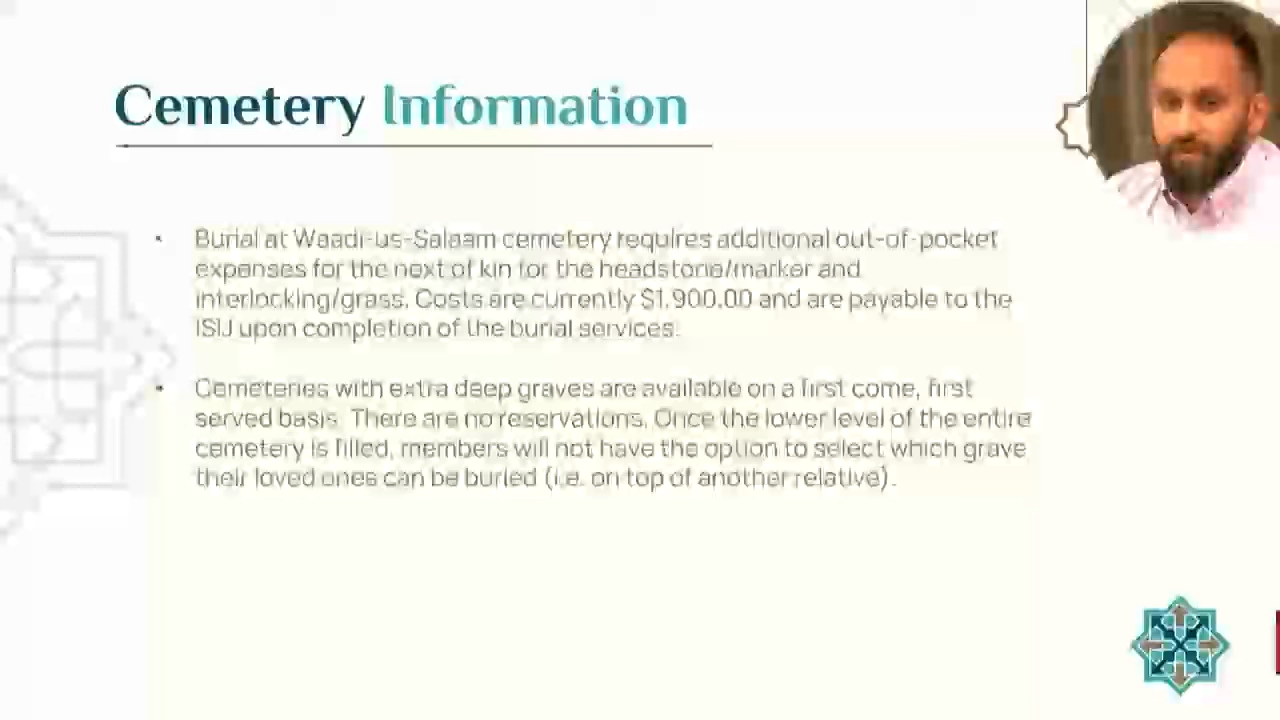 Cemetery Information
• Burial at Waadi-us-Salaam cemetery requires additional out-of-pocket
expenses for the next of kin for the headstone/marker and
interlocking/grass. Costs are currently $1,900.00 and are payable to the
ISIJ upon completion of the burial services.
• Cemeteries with extra deep graves are available on a first come, first
served basis. There are no reservations. Once the lower level of the entire
cemetery is filled, members will not have the option to select which grave
their loved ones can be buried (i.e. on top of another relative).